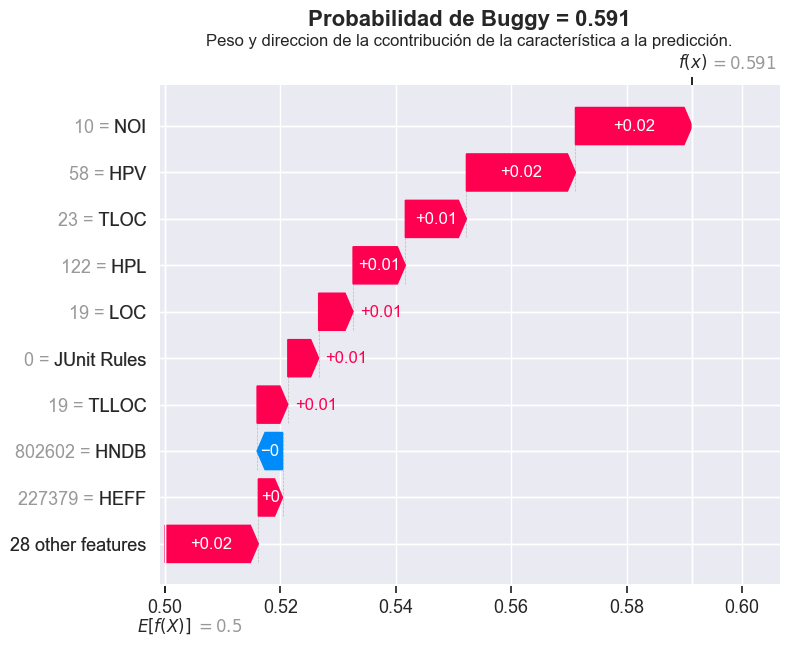 Probabilidad de Buggy = 0.591
Peso y direccion de la ccontribución de la característica a la predicción.
f(x) = 0.591
10 = NOI +0.02
58 = HPV +0.02
23 = TLOC +0.01
122 = HPL +0.01
19 = LOC +0.01
0 = JUnit Rules +0.01
19 = TLLOC +0.01
802602 = HNDB −0
227379 = HEFF +0
28 other features +0.02
0.50 0.52 0.54 0.56 0.58 0.60
E[f(X)] = 0.5